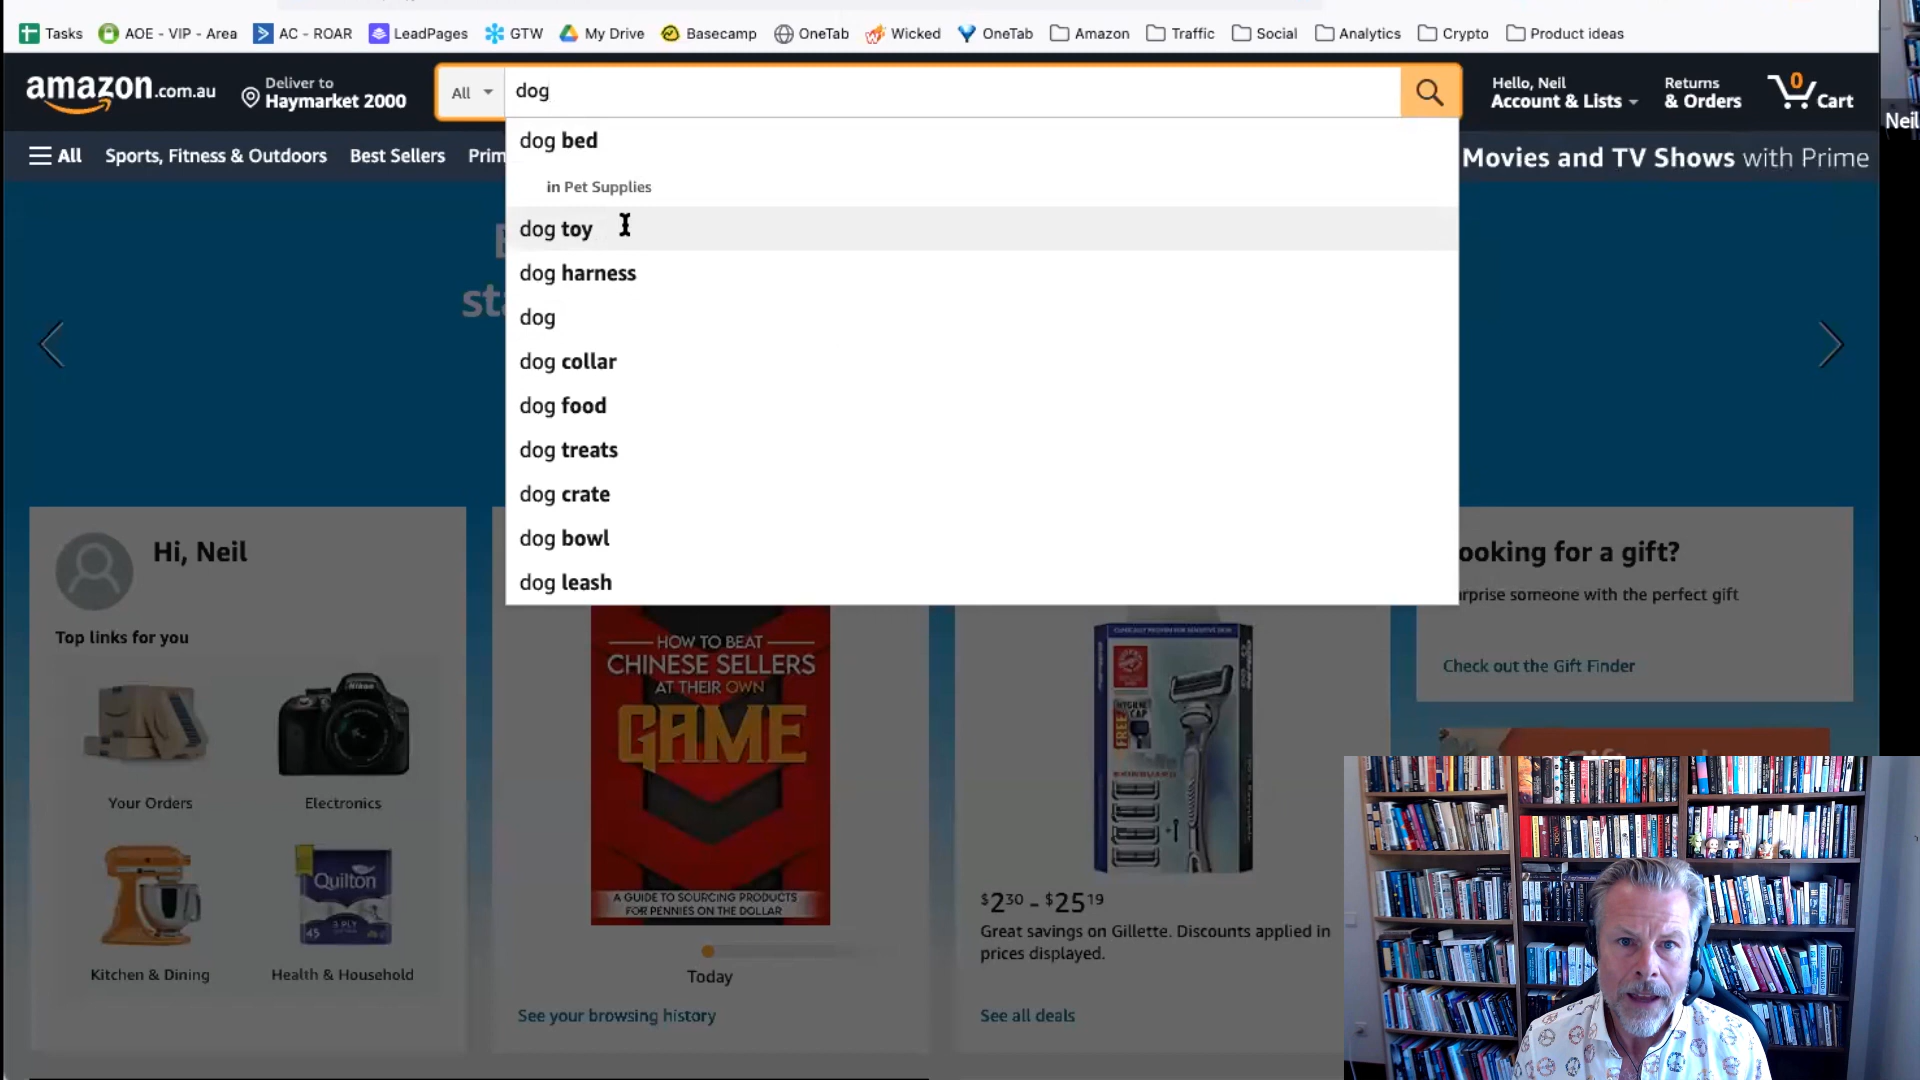 Tasks AOE - VIP - Area AC - ROAR LeadPages GTW My Drive Basecamp OneTab Wicked OneTab Amazon Traffic Social Analytics Crypto Product ideas
amazon.com.au
Deliver to
Haymarket 2000
All
dog
Hello, Neil
Account & Lists
Returns
& Orders
0
Cart
Neil
All Sports, Fitness & Outdoors Best Sellers Prim
Movies and TV Shows with Prime
dog bed
in Pet Supplies
dog toy
dog harness
dog
dog collar
dog food
dog treats
dog crate
dog bowl
dog leash
Hi, Neil
Top links for you
Your Orders
Electronics
Quilton
3 PLY
45
Kitchen & Dining
Health & Household
HOW TO BEAT
CHINESE SELLERS
AT THEIR OWN
GAME
A GUIDE TO SOURCING PRODUCTS
FOR PENNIES ON THE DOLLAR
Today
See your browsing history
FREE
$230 - $2519
Great savings on Gillette. Discounts applied in
prices displayed.
See all deals
ooking for a gift?
urprise someone with the perfect gift
Check out the Gift Finder